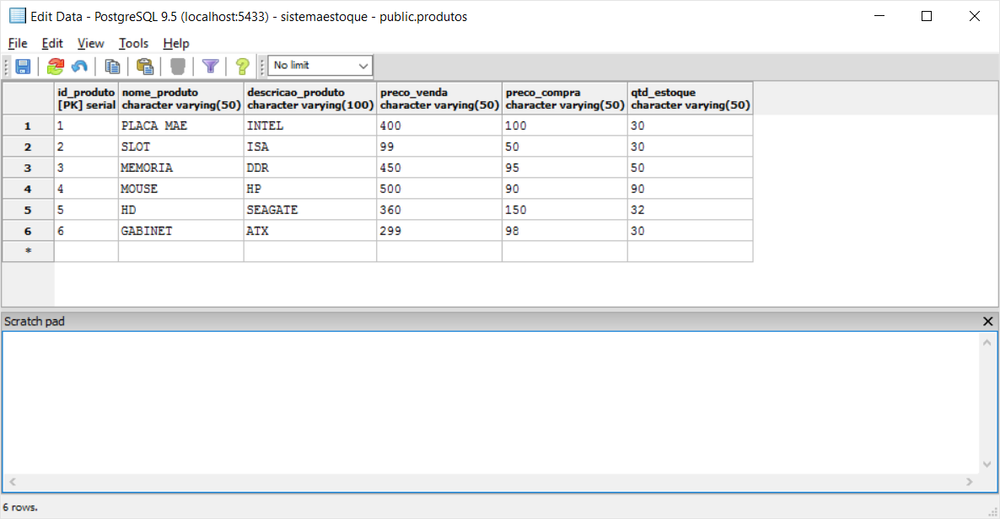 Edit Data - PostgreSQL 9.5 (localhost:5433) - sistemaestoque - public.produtos
File Edit View Tools Help
No limit
id_produto nome_produto descricao_produto preco_venda preco_compra qtd_estoque
[PK] serial character varying(50) character varying(100) character varying(50) character varying(50) character varying(50)
1 1 PLACA MAE INTEL 400 100 30
2 2 SLOT ISA 99 50 30
3 3 MEMORIA DDR 450 95 50
4 4 MOUSE HP 500 90 90
5 5 HD SEAGATE 360 150 32
6 6 GABINET ATX 299 98 30
*
Scratch pad
6 rows.